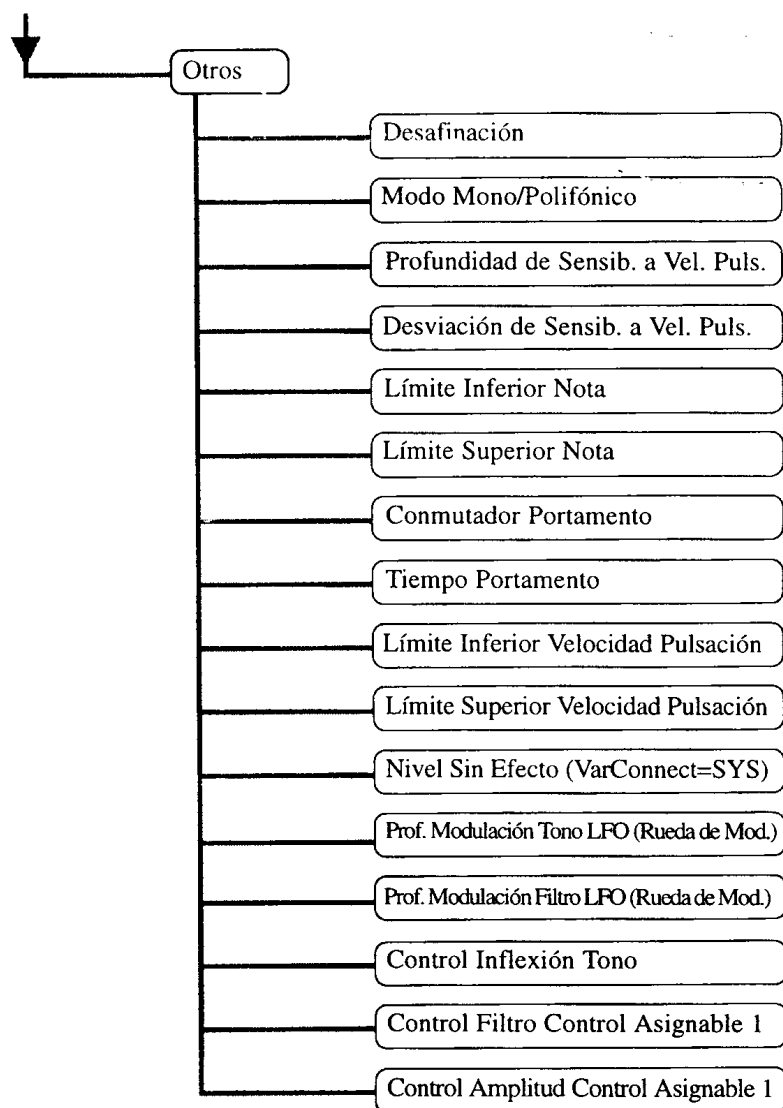 Otros
Desafinación
Modo Mono/Polifónico
Profundidad de Sensib. a Vel. Puls.
Desviación de Sensib. a Vel. Puls.
Límite Inferior Nota
Límite Superior Nota
Conmutador Portamento
Tiempo Portamento
Límite Inferior Velocidad Pulsación
Límite Superior Velocidad Pulsación
Nivel Sin Efecto (VarConnect=SYS)
Prof. Modulación Tono LFO (Rueda de Mod.)
Prof. Modulación Filtro LFO (Rueda de Mod.)
Control Inflexión Tono
Control Filtro Control Asignable 1
Control Amplitud Control Asignable 1